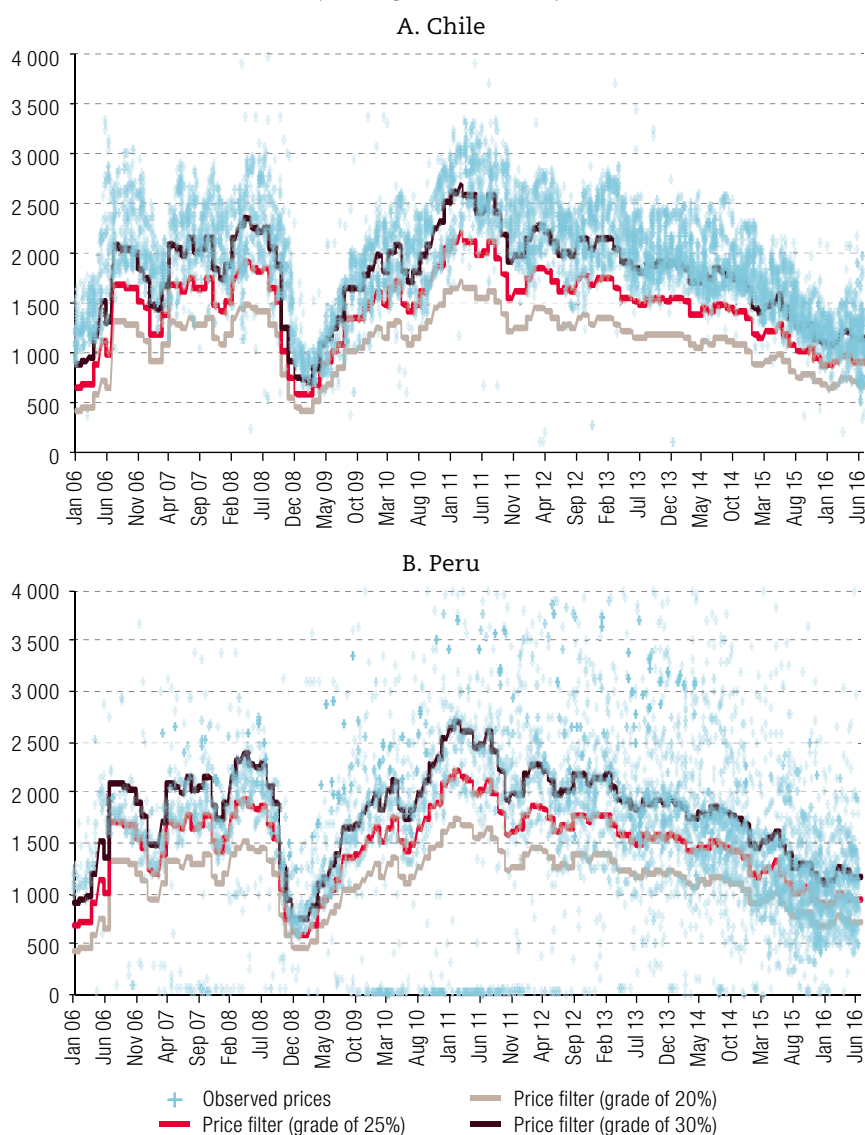 A. Chile
4 000
3 500
3 000
2 500
2 000
1 500
1 000
500
0
Jan 06
Jun 06
Nov 06
Apr 07
Sep 07
Feb 08
Jul 08
Dec 08
May 09
Oct 09
Mar 10
Aug 10
Jan 11
Jun 11
Nov 11
Apr 12
Sep 12
Feb 13
Jul 13
Dec 13
May 14
Oct 14
Mar 15
Aug 15
Jan 16
Jun 16
B. Peru
4 000
3 500
3 000
2 500
2 000
1 500
1 000
500
0
Jan 06
Jun 06
Nov 06
Apr 07
Sep 07
Feb 08
Jul 08
Dec 08
May 09
Oct 09
Mar 10
Aug 10
Jan 11
Jun 11
Nov 11
Apr 12
Sep 12
Feb 13
Jul 13
Dec 13
May 14
Oct 14
Mar 15
Aug 15
Jan 16
Jun 16
Observed prices
Price filter (grade of 20%)
Price filter (grade of 25%)
Price filter (grade of 30%)